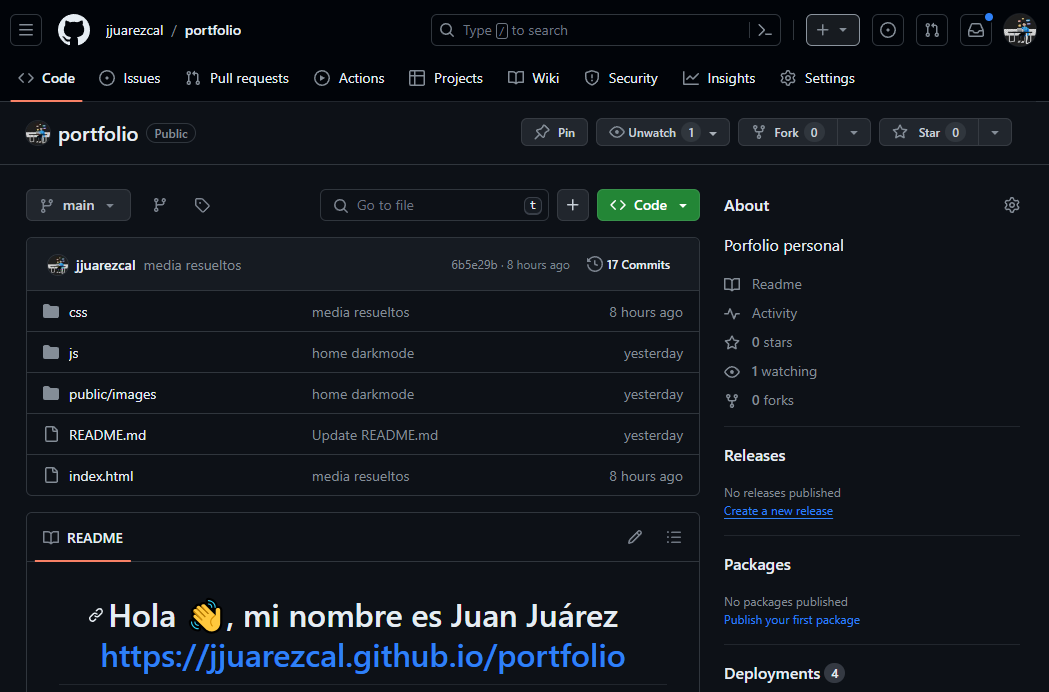 jjuarezcal / portfolio
Type / to search
Code Issues Pull requests Actions Projects Wiki Security Insights Settings
portfolio Public
Pin Unwatch 1 Fork 0 Star 0
main
Go to file t
Code
jjuarezcal media resueltos 6b5e29b · 8 hours ago 17 Commits
css media resueltos 8 hours ago
js home darkmode yesterday
public/images home darkmode yesterday
README.md Update README.md yesterday
index.html media resueltos 8 hours ago
README
Hola 👋, mi nombre es Juan Juárez
https://jjuarezcal.github.io/portfolio
About
Porfolio personal
Readme
Activity
0 stars
1 watching
0 forks
Releases
No releases published
Create a new release
Packages
No packages published
Publish your first package
Deployments 4